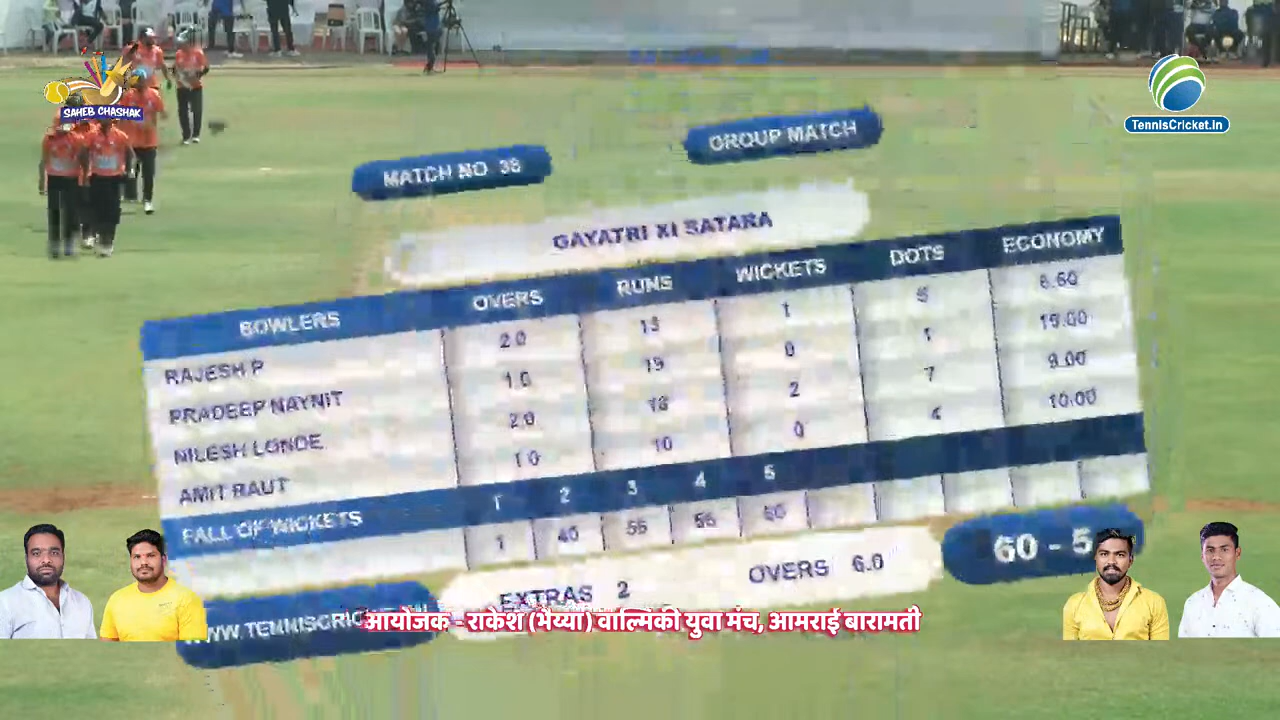 SAHEB CHASHAK
TennisCricket.in
MATCH NO 38
GROUP MATCH
GAYATRI XI SATARA
BOWLERS OVERS RUNS WICKETS DOTS ECONOMY
RAJESH P 2.0 13 1 5 6.50
PRADEEP NAYNIT 1.0 19 0 1 19.00
NILESH LONDE 2.0 18 2 7 9.00
AMIT RAUT 1.0 10 0 10.00
FALL OF WICKETS 1 2 3 4 5
1 40 56 56 60
EXTRAS 2 OVERS 6.0 60 - 5
WWW.TENNISCRIC
आयोजक - राकेश (भैय्या) वाल्मिकी युवा मंच, आमराई बारामती